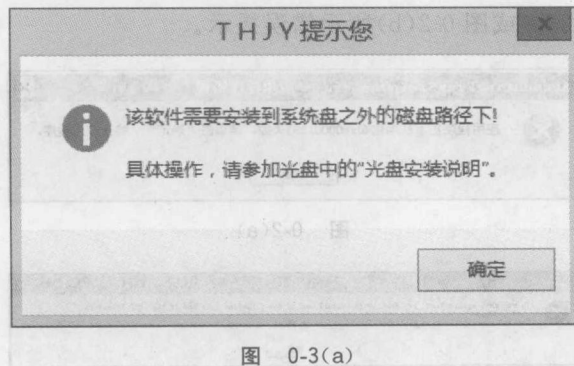 THJY提示您
x
该软件需要安装到系统盘之外的磁盘路径下!
具体操作，请参加光盘中的“光盘安装说明”。
确定
图 0-3(a)